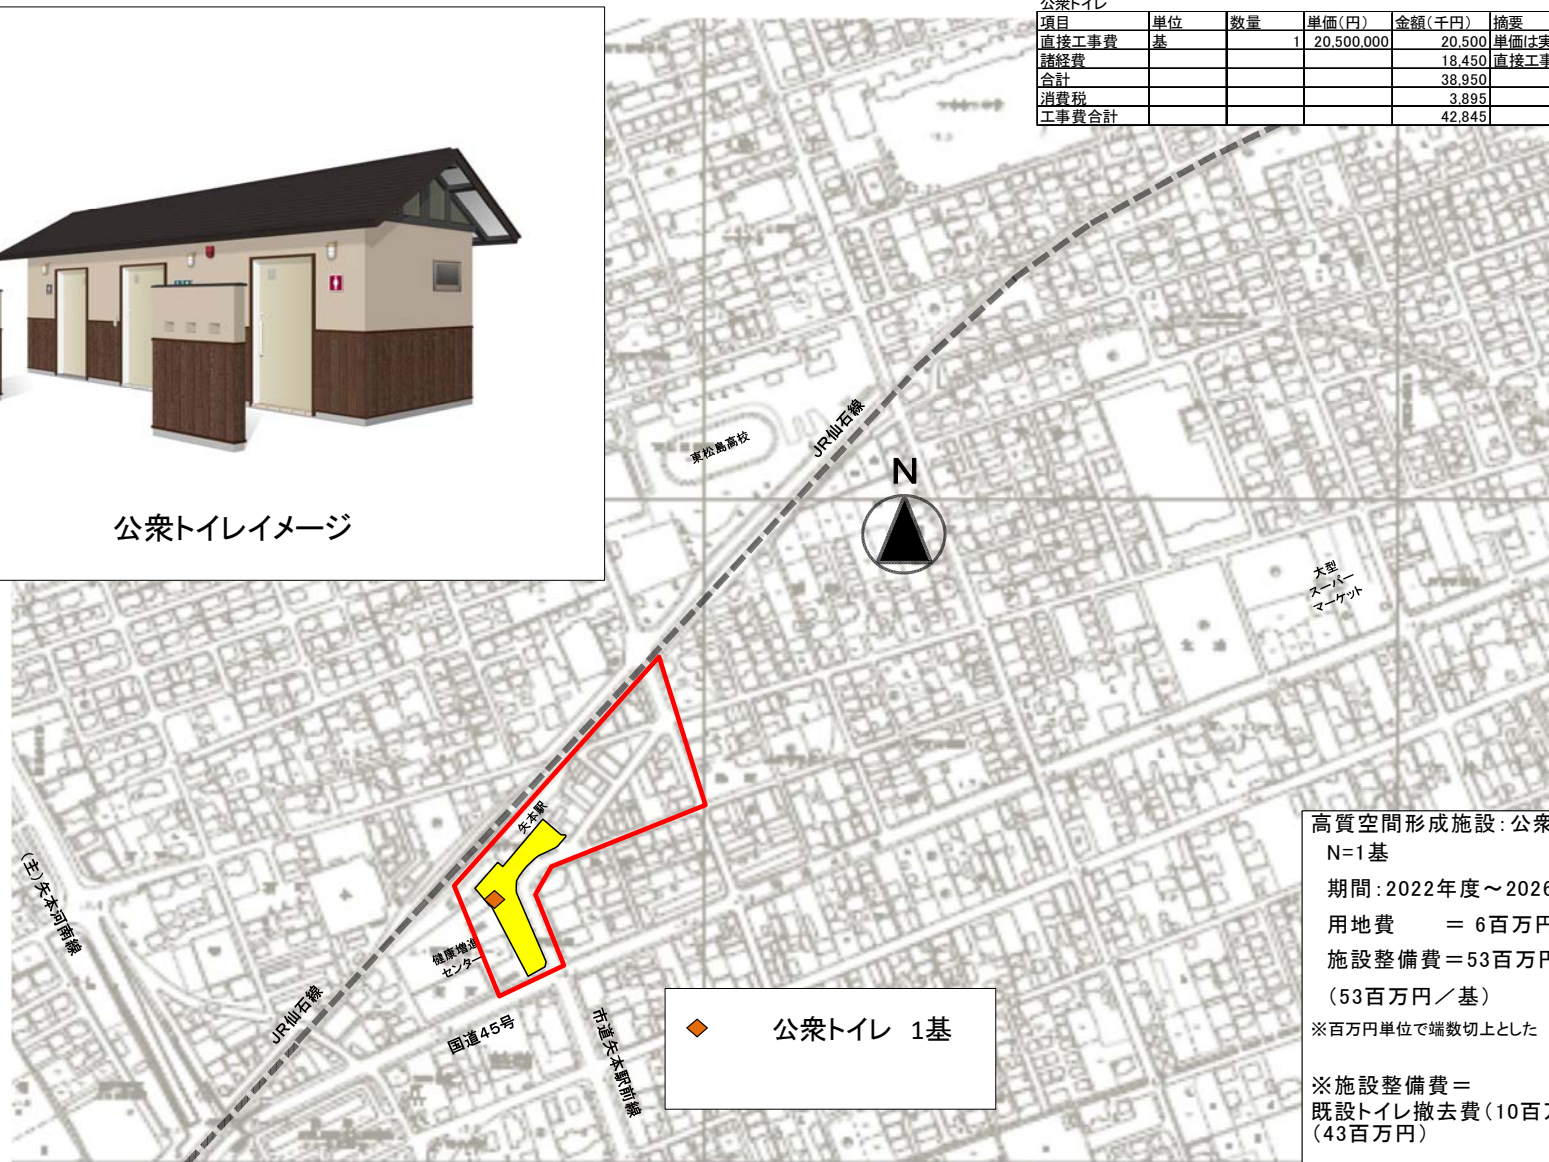 公衆トイレ
項目 単位 数量 単価(円) 金額(千円) 摘要
直接工事費 基 1 20,500,000 20,500 単価は実
諸経費 18,450 直接工事
合計 38,950
消費税 3,895
工事費合計 42,845
公衆トイレイメージ
東松島高校
JR仙石線
N
大型
スーパー
マーケット
矢本駅
(主)矢本河南線
健康増進
センター
JR仙石線
国道45号
市道矢本駅前線
公衆トイレ 1基
高質空間形成施設:公衆
N=1基
期間:2022年度~2026
用地費 = 6百万円
施設整備費=53百万円
(53百万円/基)
※百万円単位で端数切上とした
※施設整備費=
既設トイレ撤去費(10百万
(43百万円)